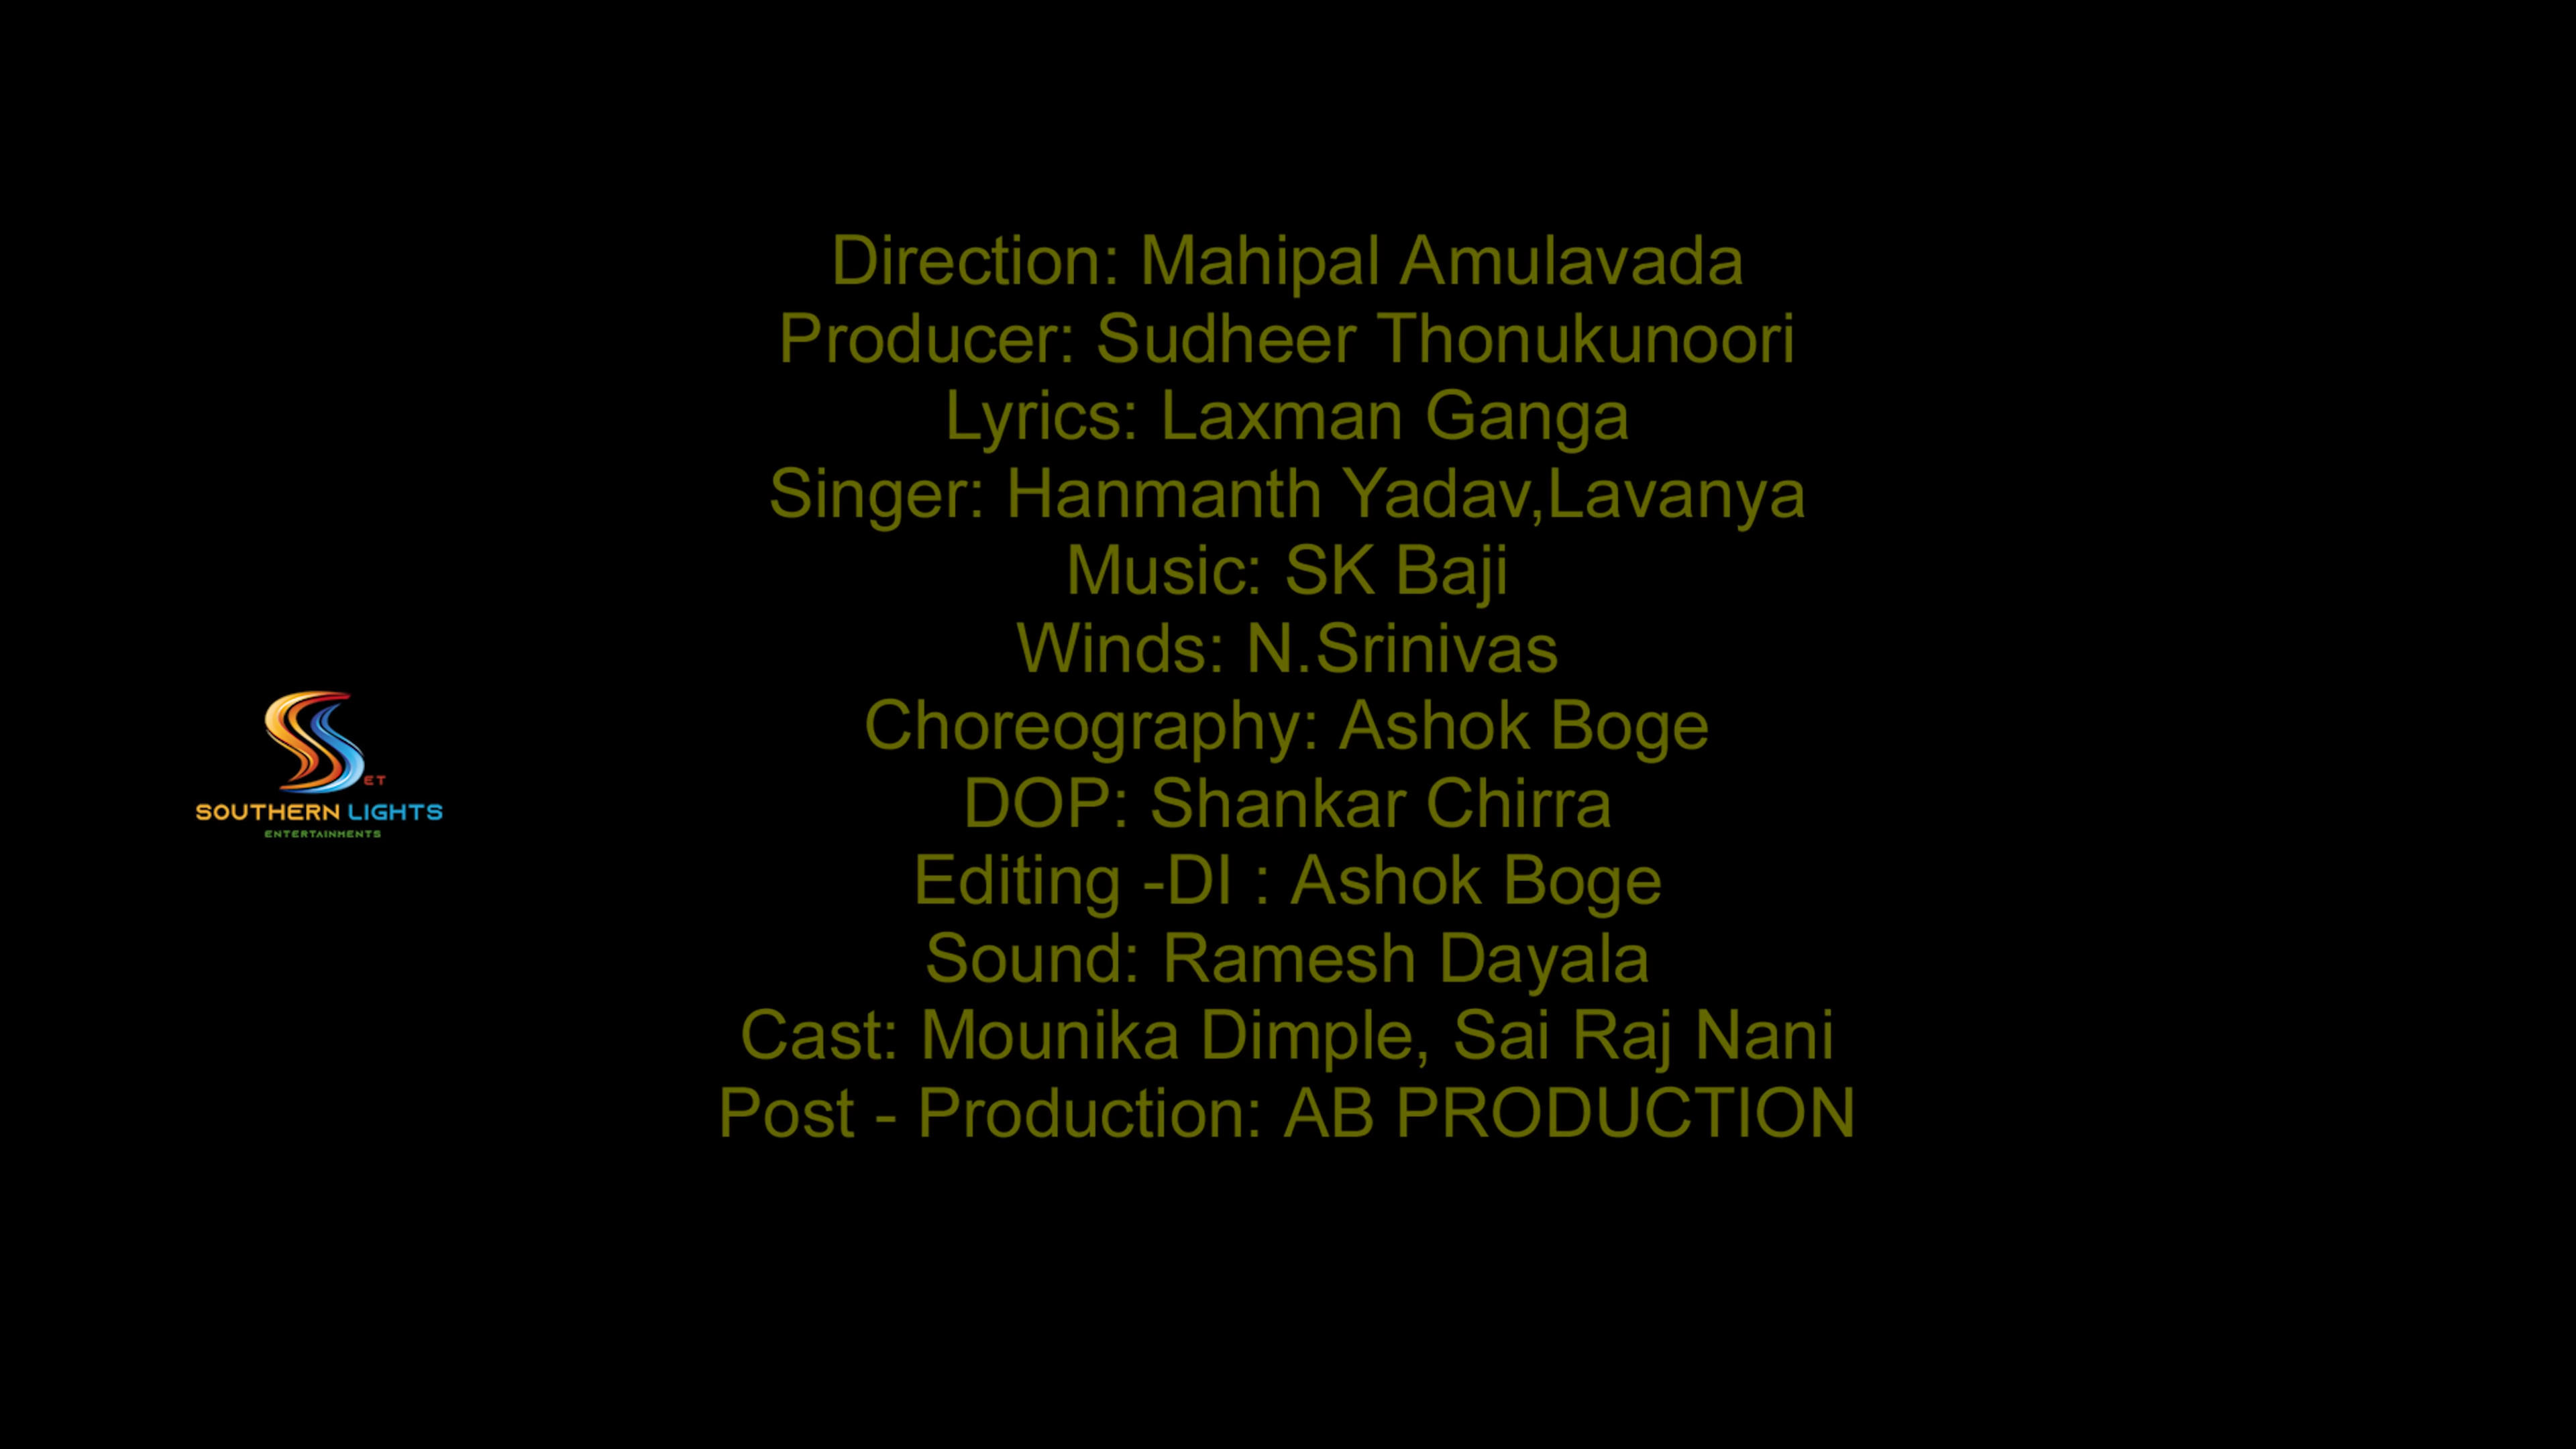 Direction: Mahipal Amulavada
Producer: Sudheer Thonukunoori
Lyrics: Laxman Ganga
Singer: Hanmanth Yadav,Lavanya
Music: SK Baji
Winds: N.Srinivas
Choreography: Ashok Boge
DOP: Shankar Chirra
Editing -DI : Ashok Boge
Sound: Ramesh Dayala
Cast: Mounika Dimple, Sai Raj Nani
Post - Production: AB PRODUCTION
ET
SOUTHERN LIGHTS
ENTERTAINMENTS